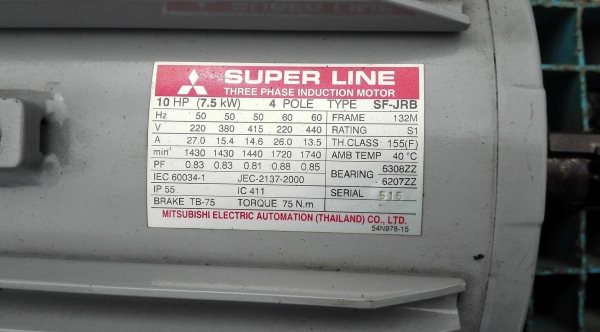 SUPER LINE
THREE PHASE INDUCTION MOTOR
10 HP (7.5 kW) 4 POLE TYPE SF-JRB
Hz 50 50 50 60 60 FRAME 132M
V 220 380 415 220 440 RATING S1
A 27.0 15.4 14.6 26.0 13.5 TH.CLASS 155(F)
min⁻¹ 1430 1430 1440 1720 1740 AMB TEMP 40 °C
PF 0.83 0.83 0.81 0.88 0.85 BEARING 6308ZZ
6207ZZ
IEC 60034-1 JEC-2137-2000
IP 55 IC 411 SERIAL 515
BRAKE TB-75 TORQUE 75 N.m
MITSUBISHI ELECTRIC AUTOMATION (THAILAND) CO., LTD.
54N978-15